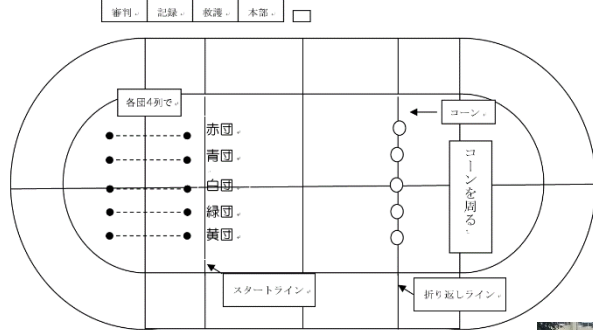 審判
記録
救護
本部
各団4列で
コーン
赤団
青団
白団
緑団
黄団
コーンを周る
スタートライン
折り返しライン